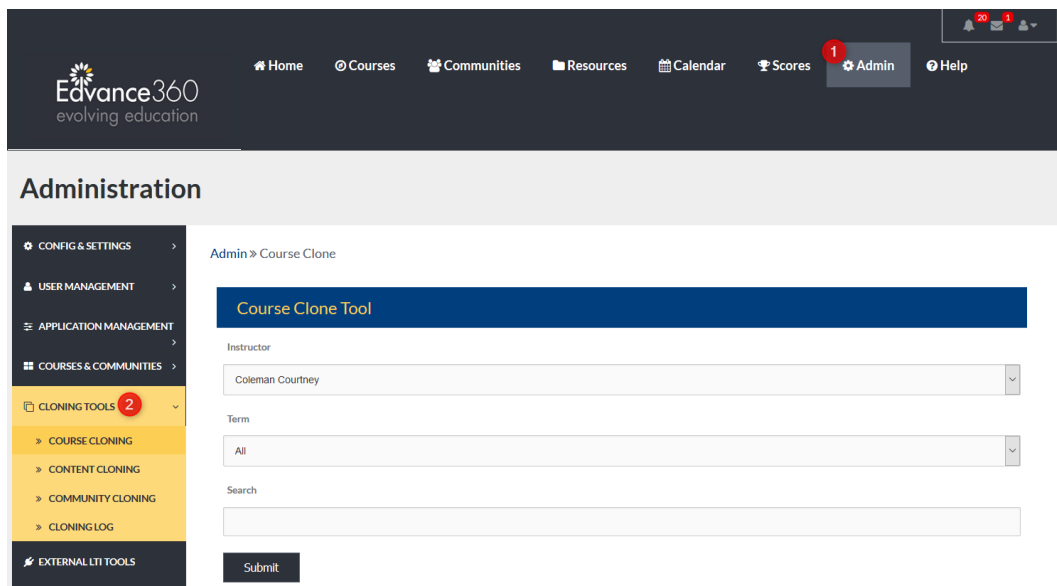 20 1
Edvance360
evolving education
Home Courses Communities Resources Calendar Scores 1 Admin Help
Administration
CONFIG & SETTINGS
USER MANAGEMENT
APPLICATION MANAGEMENT
COURSES & COMMUNITIES
CLONING TOOLS 2
» COURSE CLONING
» CONTENT CLONING
» COMMUNITY CLONING
» CLONING LOG
EXTERNAL LTI TOOLS
Admin » Course Clone
Course Clone Tool
Instructor
Coleman Courtney
Term
All
Search
Submit